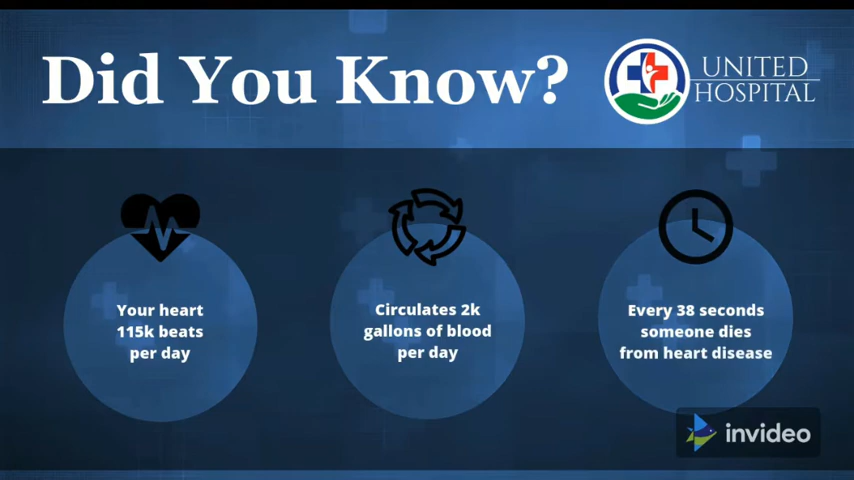 Did You Know?
UNITED
HOSPITAL
Your heart
115k beats
per day
Circulates 2k
gallons of blood
per day
Every 38 seconds
someone dies
from heart disease
invideo